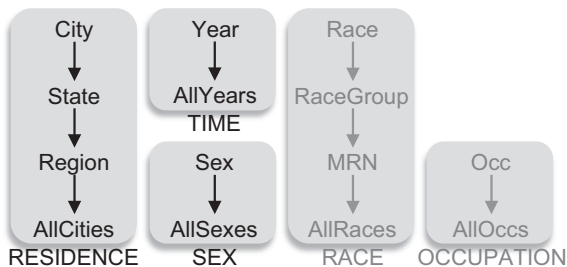 City
State
Region
AllCities
RESIDENCE
Year
AllYears
TIME
Sex
AllSexes
SEX
Race
RaceGroup
MRN
AllRaces
RACE
Occ
AllOccs
OCCUPATION